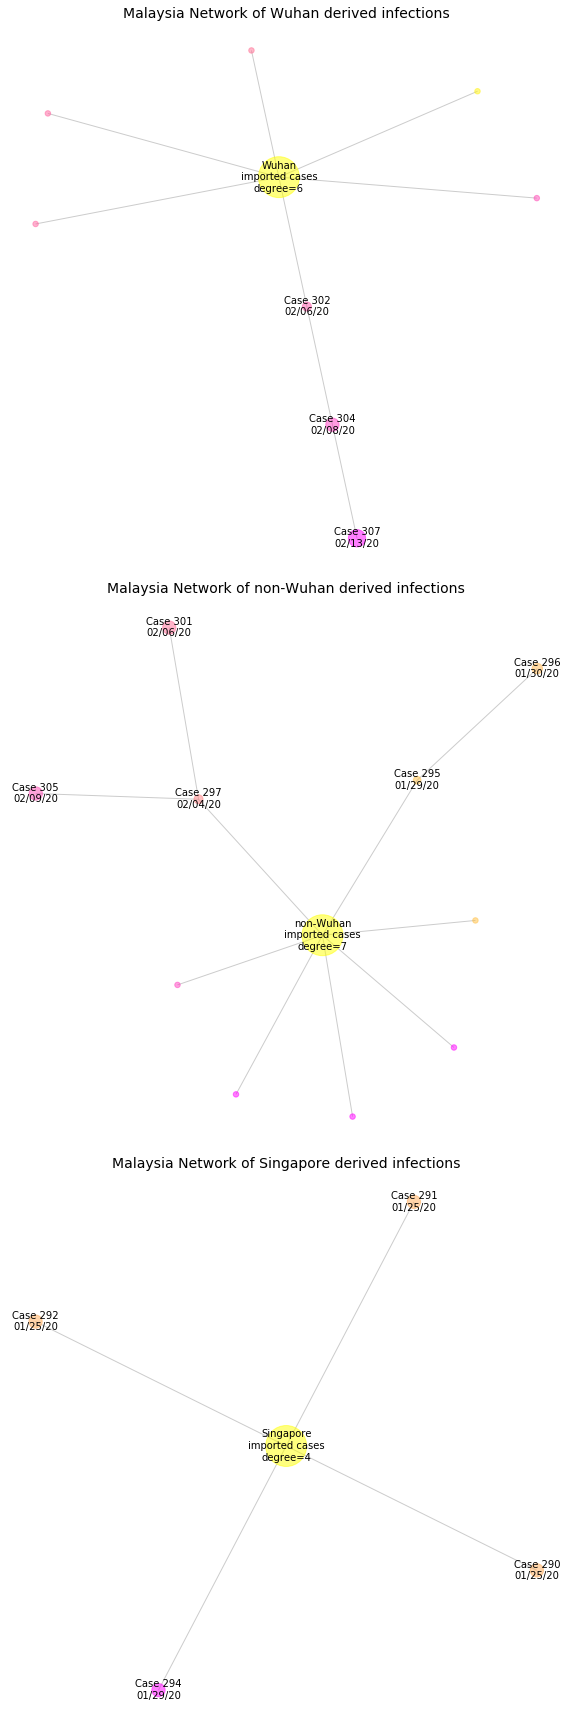 Malaysia Network of Wuhan derived infections
Wuhan
imported cases
degree=6
Case 302
02/06/20
Case 304
02/08/20
Case 307
02/13/20
Malaysia Network of non-Wuhan derived infections
Case 301
02/06/20
Case 296
01/30/20
Case 295
01/29/20
Case 305
02/09/20
Case 297
02/04/20
non-Wuhan
imported cases
degree=7
Malaysia Network of Singapore derived infections
Case 291
01/25/20
Case 292
01/25/20
Singapore
imported cases
degree=4
Case 290
01/25/20
Case 294
01/29/20